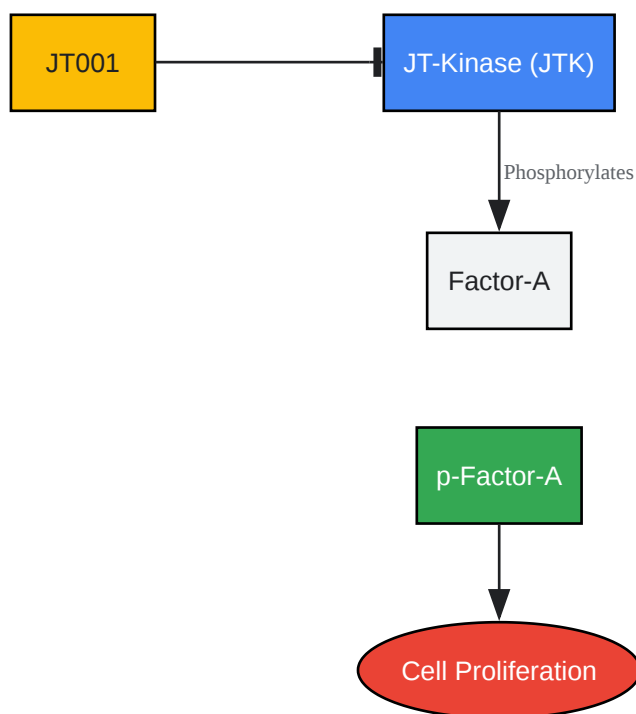 JT001
JT-Kinase (JTK)
Phosphorylates
Factor-A
p-Factor-A
Cell Proliferation